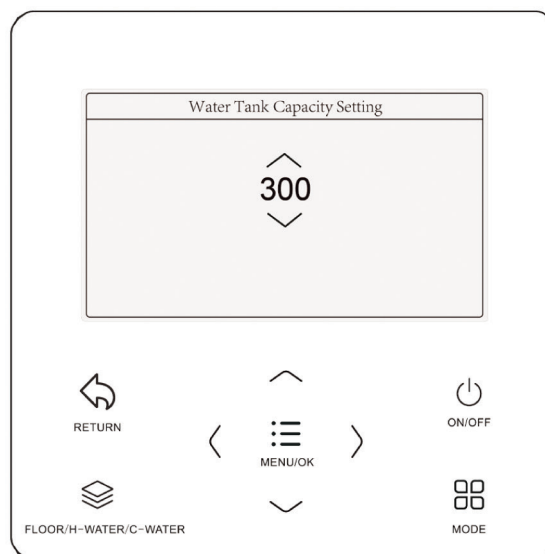 Water Tank Capacity Setting
300
RETURN
MENU/OK
ON/OFF
FLOOR/H-WATER/C-WATER
MODE